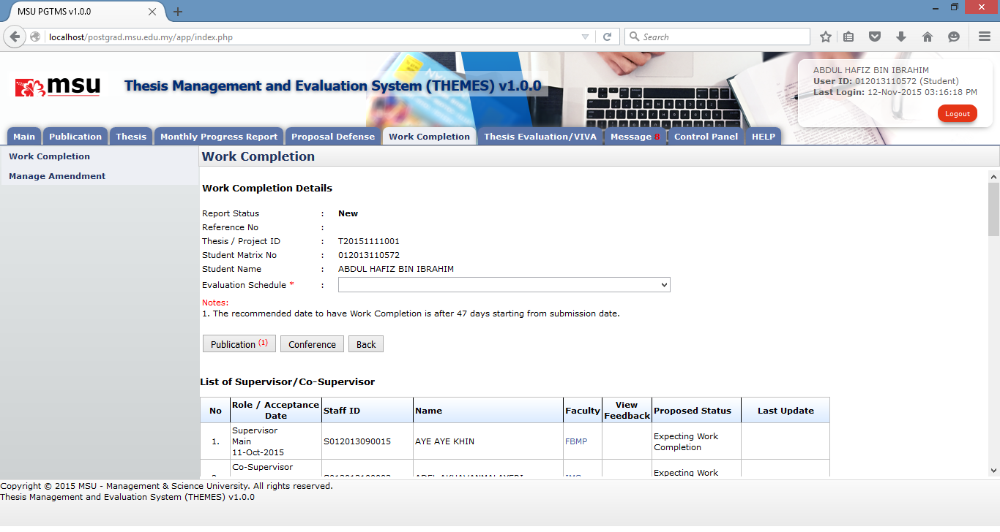 MSU PGTMS v1.0.0
localhost/postgrad.msu.edu.my/app/index.php
Search
msu
Thesis Management and Evaluation System (THEMES) v1.0.0
ABDUL HAFIZ BIN IBRAHIM
User ID: 012013110572 (Student)
Last Login: 12-Nov-2015 03:16:18 PM
Logout
Main Publication Thesis Monthly Progress Report Proposal Defense Work Completion Thesis Evaluation/VIVA Message 8 Control Panel HELP
Work Completion
Manage Amendment
Work Completion
Work Completion Details
Report Status : New
Reference No :
Thesis / Project ID : T20151111001
Student Matrix No : 012013110572
Student Name : ABDUL HAFIZ BIN IBRAHIM
Evaluation Schedule * :
Notes:
1. The recommended date to have Work Completion is after 47 days starting from submission date.
Publication (1) Conference Back
List of Supervisor/Co-Supervisor
No Role / Acceptance Date Staff ID Name Faculty View Feedback Proposed Status Last Update
1. Supervisor Main 11-Oct-2015 S012013090015 AYE AYE KHIN FBMP Expecting Work Completion
Co-Supervisor Expecting Work
Copyright © 2015 MSU - Management & Science University. All rights reserved.
Thesis Management and Evaluation System (THEMES) v1.0.0